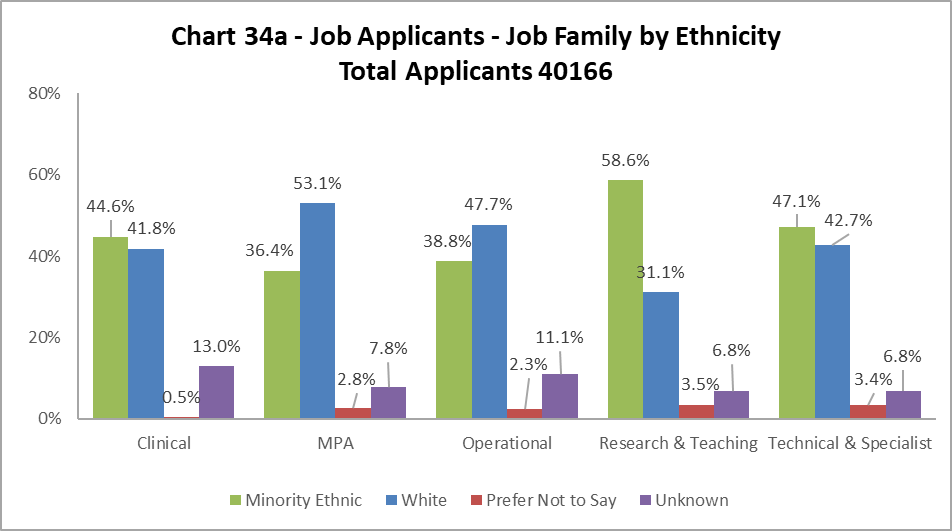 Chart 34a - Job Applicants - Job Family by Ethnicity
Total Applicants 40166
80%
60%
40%
20%
0%
44.6%
41.8%
0.5%
13.0%
36.4%
53.1%
2.8%
7.8%
38.8%
47.7%
2.3%
11.1%
58.6%
31.1%
3.5%
6.8%
47.1%
42.7%
3.4%
6.8%
Clinical
MPA
Operational
Research & Teaching
Technical & Specialist
Minority Ethnic
White
Prefer Not to Say
Unknown